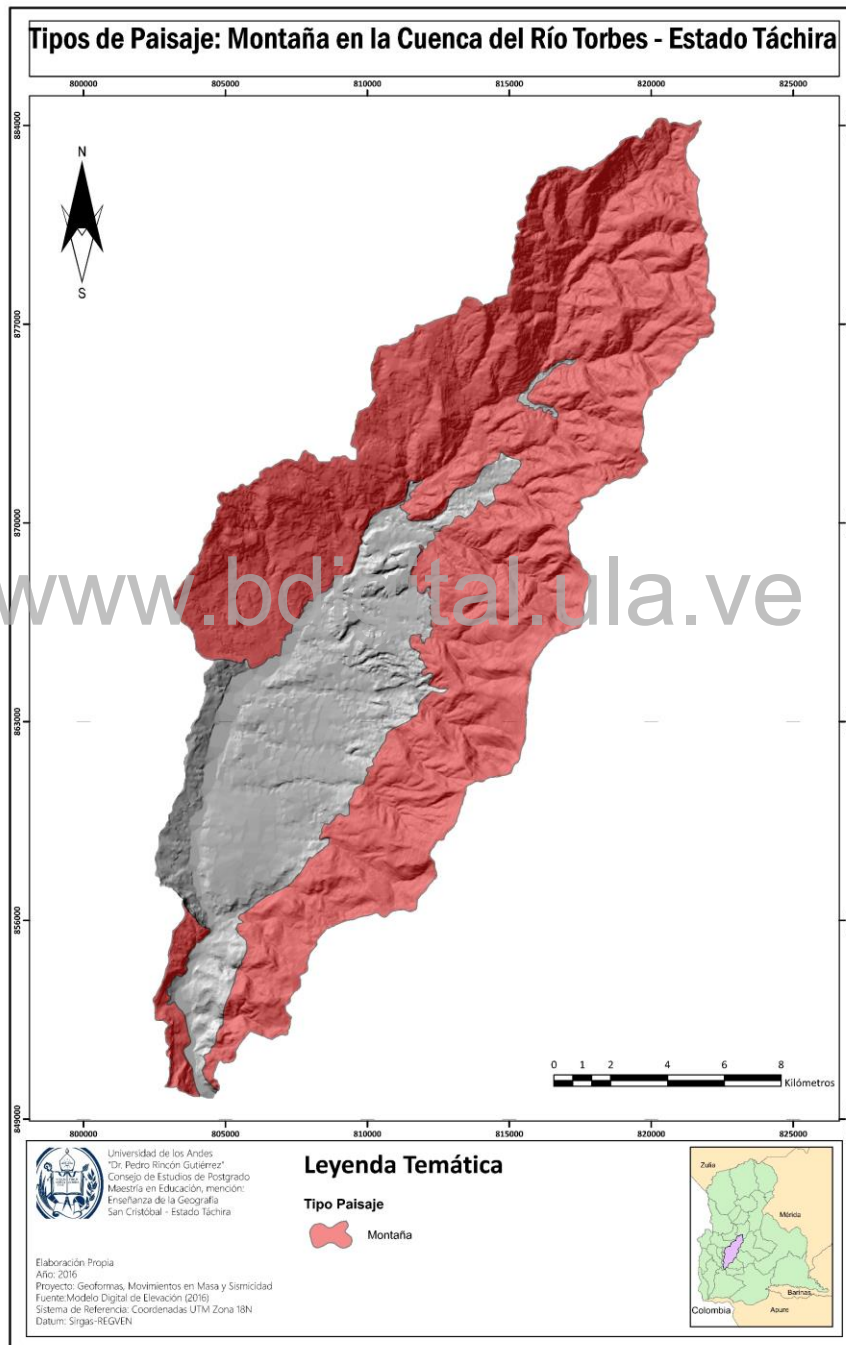 Tipos de Paisaje: Montaña en la Cuenca del Río Torbes - Estado Táchira
800000 805000 810000 815000 820000 825000
884000
N
S
877000
870000
www.bdigital.ula.ve
863000
856000
0 1 2 4 6 8
Kilómetros
849000
800000 805000 810000 815000 820000 825000
Universidad de los Andes
"Dr. Pedro Rincón Gutiérrez"
Consejo de Estudios de Postgrado
Maestría en Educación, mención:
Enseñanza de la Geografía
San Cristóbal - Estado Táchira
Elaboración Propia
Año: 2016
Proyecto: Geoformas, Movimientos en Masa y Sismicidad
Fuente:Modelo Digital de Elevación (2016)
Sistema de Referencia: Coordenadas UTM Zona 18N
Datum: Sirgas-REGVEN
Leyenda Temática
Tipo Paisaje
Montaña
Zulia
Mérida
Barinas
Colombia
Apure